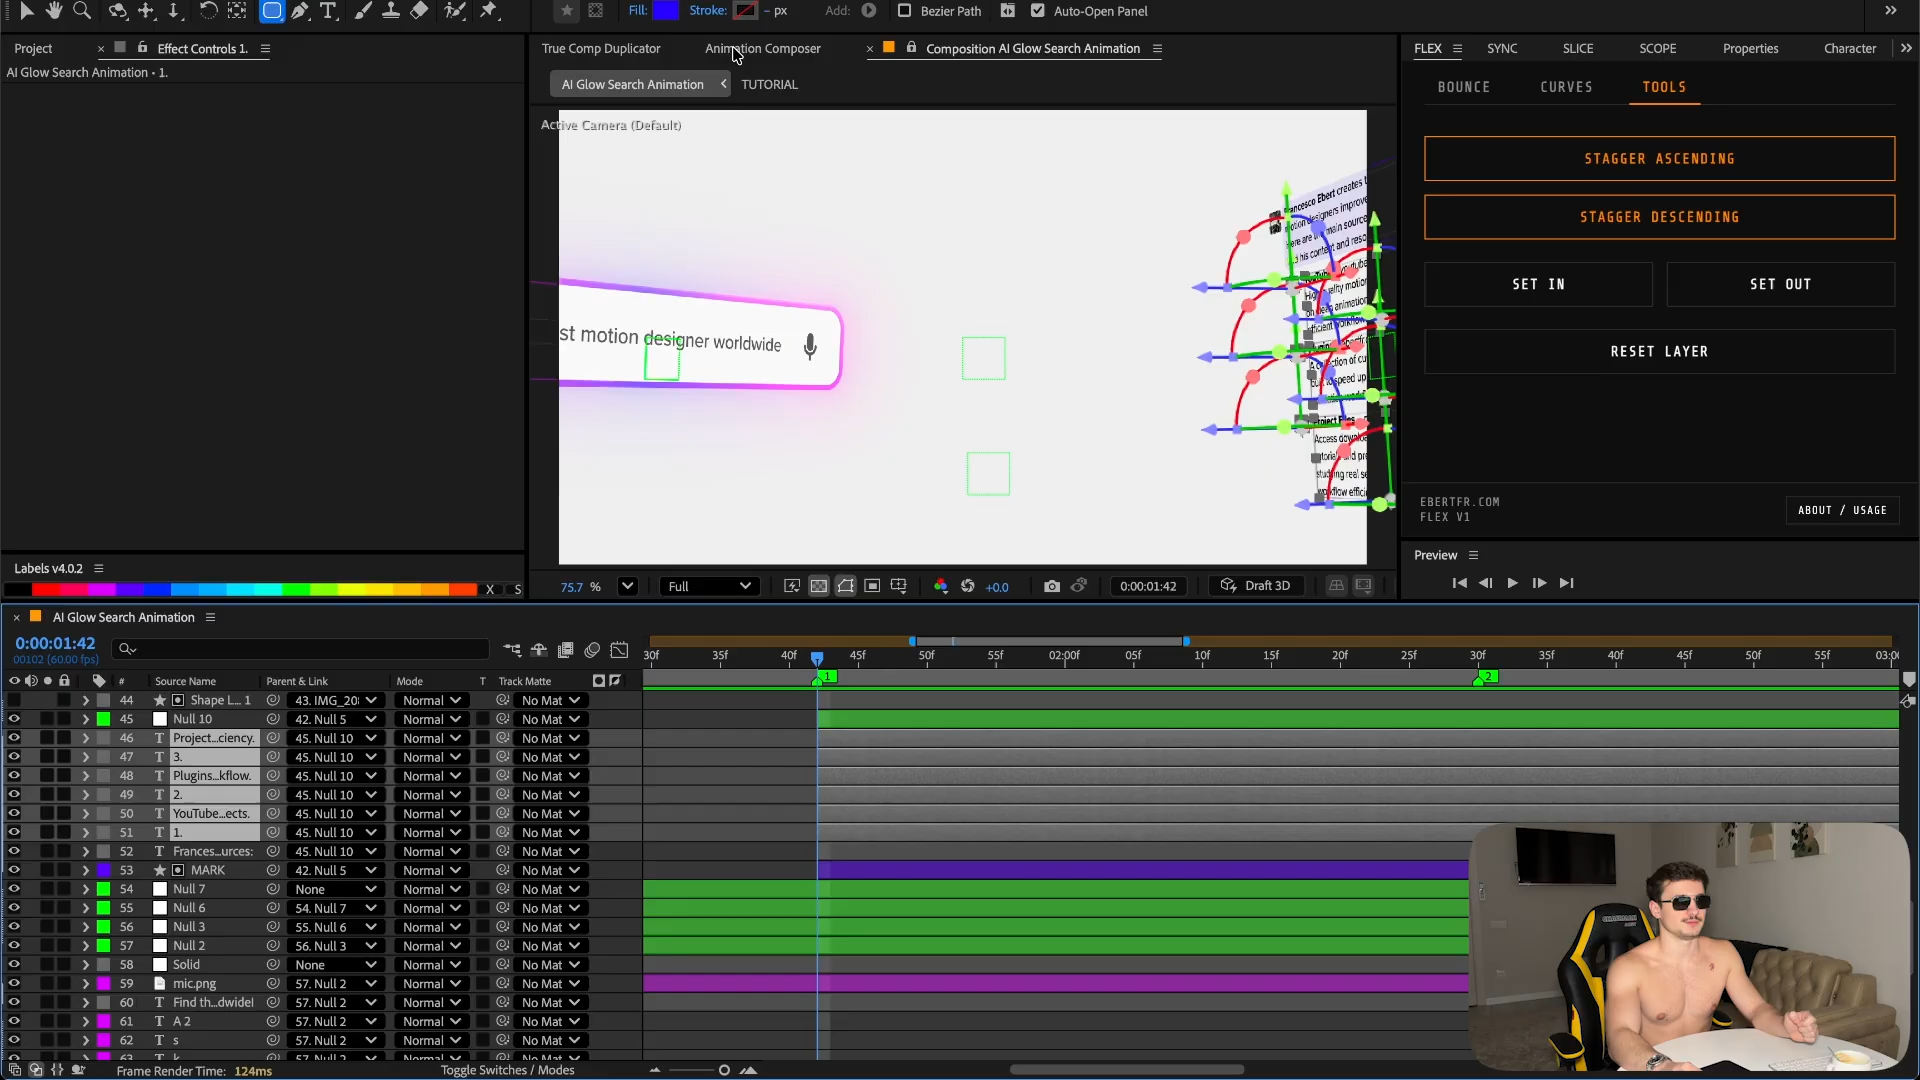 Fill: Stroke: – px Add: Bezier Path Auto-Open Panel
Project × Effect Controls 1.
AI Glow Search Animation • 1.
True Comp Duplicator Animation Composer × Composition AI Glow Search Animation
AI Glow Search Animation < TUTORIAL
Active Camera (Default)
st motion designer worldwide
75.7 % Full +0.0 0:00:01:42 Draft 3D
FLEX SYNC SLICE SCOPE Properties Character
BOUNCE CURVES TOOLS
STAGGER ASCENDING
STAGGER DESCENDING
SET IN SET OUT
RESET LAYER
EBERTFR.COM
FLEX V1
ABOUT / USAGE
Preview
Labels v4.0.2
X S
× AI Glow Search Animation
0:00:01:42
00102 (60.00 fps)
30f 35f 40f 45f 50f 55f 02:00f 05f 10f 15f 20f 25f 30f 35f 40f 45f 50f 55f 03:00
# Source Name Parent & Link Mode T Track Matte
1 2
44 Shape L... 1 43. IMG_20 Normal No Mat
45 Null 10 42. Null 5 Normal No Mat
46 T Project...ciency. 45. Null 10 Normal No Mat
47 T 3. 45. Null 10 Normal No Mat
48 T Plugins...kflow. 45. Null 10 Normal No Mat
49 T 2. 45. Null 10 Normal No Mat
50 T YouTube...ects. 45. Null 10 Normal No Mat
51 T 1. 45. Null 10 Normal No Mat
52 T Frances...urces: 45. Null 10 Normal No Mat
53 MARK 42. Null 5 Normal No Mat
54 Null 7 None Normal No Mat
55 Null 6 54. Null 7 Normal No Mat
56 Null 3 55. Null 6 Normal No Mat
57 Null 2 56. Null 3 Normal No Mat
58 Solid None Normal No Mat
59 mic.png 57. Null 2 Normal No Mat
60 T Find th...dwide! 57. Null 2 Normal No Mat
61 T A 2 57. Null 2 Normal No Mat
62 T s 57. Null 2 Normal No Mat
63 T k 57. Null 2 Normal No Mat
Frame Render Time: 124ms Toggle Switches / Modes